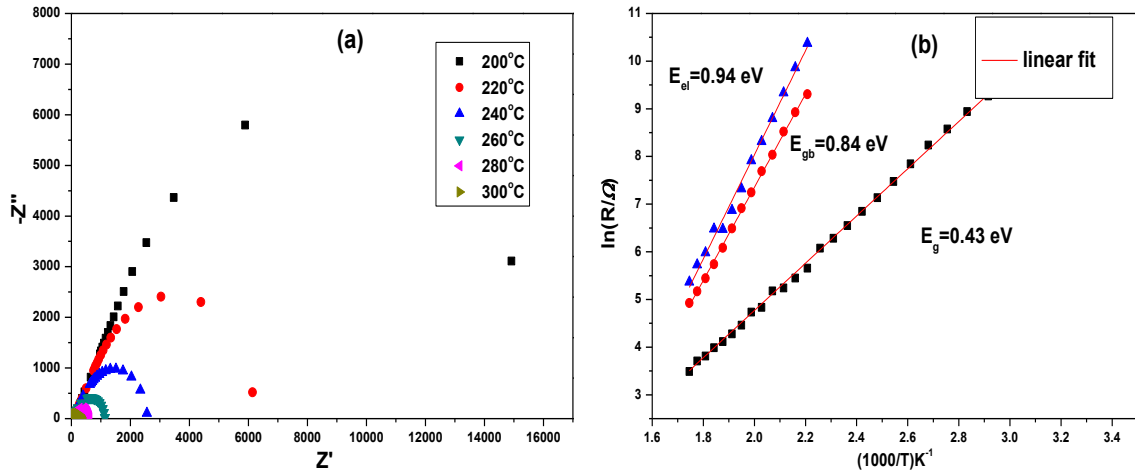 (a)
8000
7000
6000
5000
4000
3000
2000
1000
0
-Z''
0 2000 4000 6000 8000 10000 12000 14000 16000
Z'
200°C
220°C
240°C
260°C
280°C
300°C
(b)
11
10
9
8
7
6
5
4
3
ln(R/Ω)
1.6 1.8 2.0 2.2 2.4 2.6 2.8 3.0 3.2 3.4
(1000/T)K⁻¹
linear fit
E_el=0.94 eV
E_gb=0.84 eV
E_g=0.43 eV